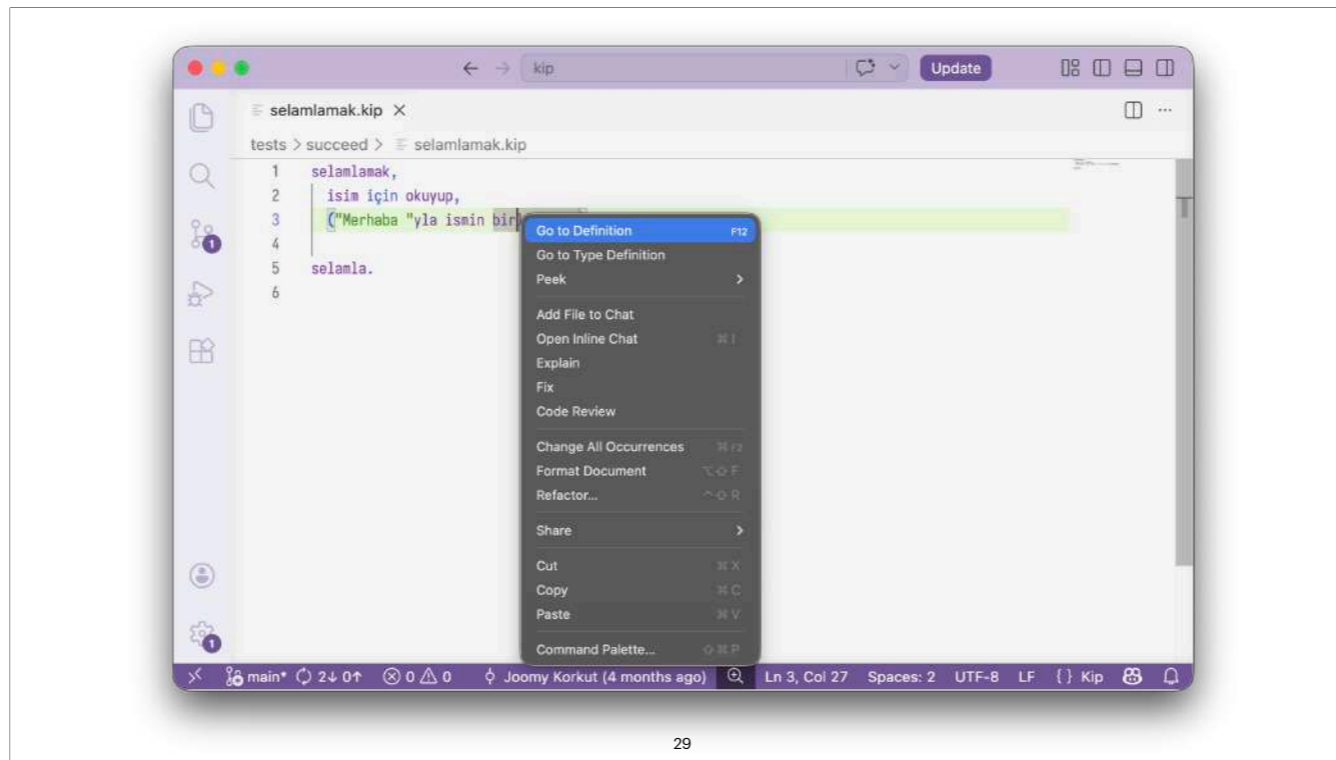 kip
Update
selamlamak.kip
tests > succeed > selamlamak.kip
1 selamlamak,
2 isim için okuyup,
3 ("Merhaba "yla ismin bir
4
5 selamla.
6
Go to Definition F12
Go to Type Definition
Peek >
Add File to Chat
Open Inline Chat ⌘ I
Explain
Fix
Code Review
Change All Occurrences ⌘ F2
Format Document ⌥⇧ F
Refactor... ⌃⇧ R
Share >
Cut ⌘ X
Copy ⌘ C
Paste ⌘ V
Command Palette... ⇧⌘ P
1
1
main* 2↓ 0↑ 0 0 Joomy Korkut (4 months ago) Ln 3, Col 27 Spaces: 2 UTF-8 LF { } Kip
29